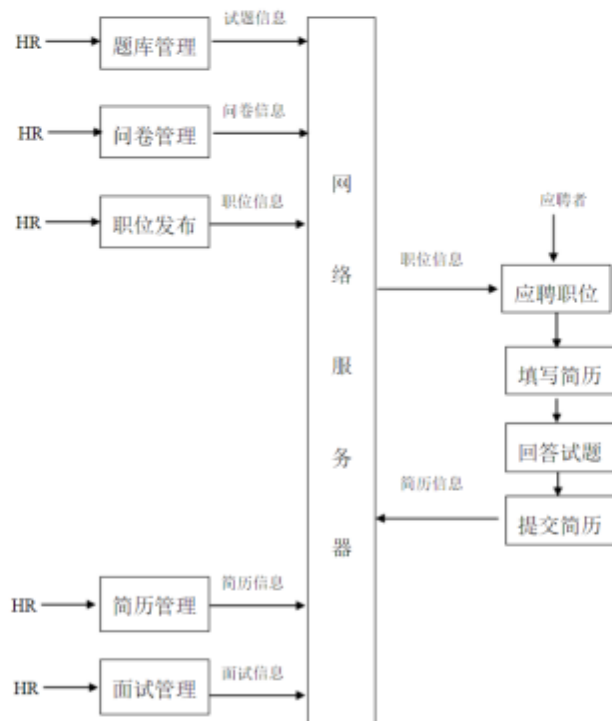 试题信息
HR 题库管理
问卷信息
HR 问卷管理
职位信息
HR 职位发布
网络服务器
应聘者
职位信息
应聘职位
填写简历
回答试题
简历信息
提交简历
简历信息
HR 简历管理
面试信息
HR 面试管理